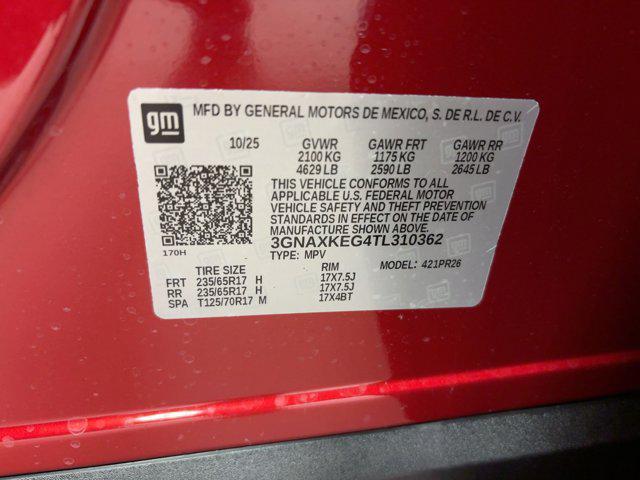 gm
MFD BY GENERAL MOTORS DE MEXICO, S. DE R.L. DE C.V.
10/25 GVWR GAWR FRT GAWR RR
2100 KG 1175 KG 1200 KG
4629 LB 2590 LB 2645 LB
THIS VEHICLE CONFORMS TO ALL
APPLICABLE U.S. FEDERAL MOTOR
VEHICLE SAFETY AND THEFT PREVENTION
STANDARDS IN EFFECT ON THE DATE OF
MANUFACTURE SHOWN ABOVE.
3GNAXKEG4TL310362
170H
TYPE: MPV MODEL: 421PR26
TIRE SIZE RIM
FRT 235/65R17 H 17X7.5J
RR 235/65R17 H 17X7.5J
SPA T125/70R17 M 17X4BT